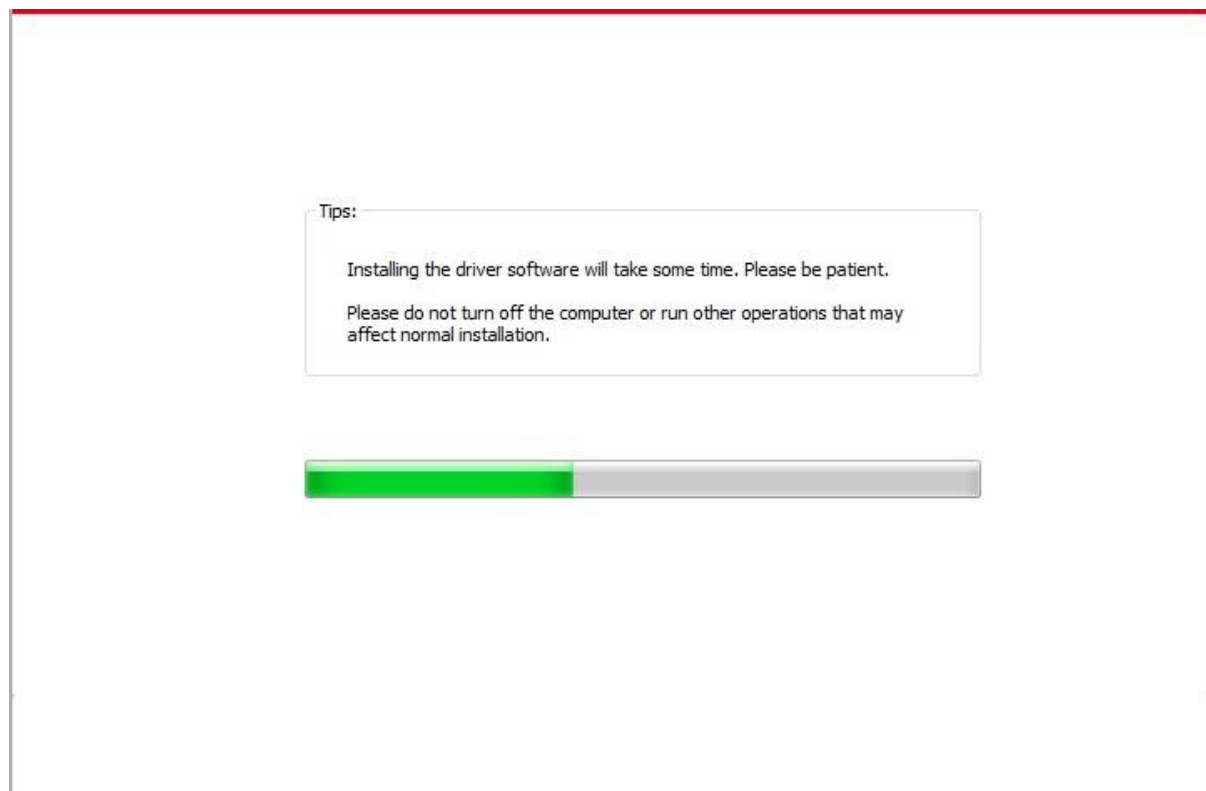 Tips:
Installing the driver software will take some time. Please be patient.
Please do not turn off the computer or run other operations that may
affect normal installation.